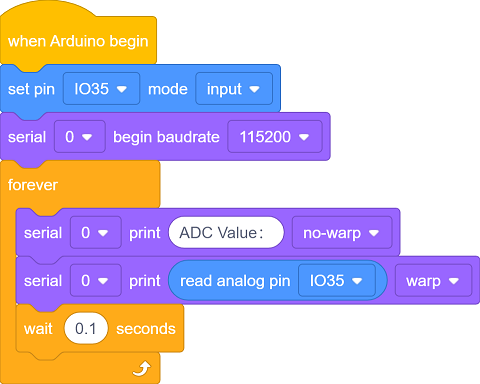 when Arduino begin
set pin IO35 mode input
serial 0 begin baudrate 115200
forever
serial 0 print ADC Value： no-warp
serial 0 print read analog pin IO35 warp
wait 0.1 seconds